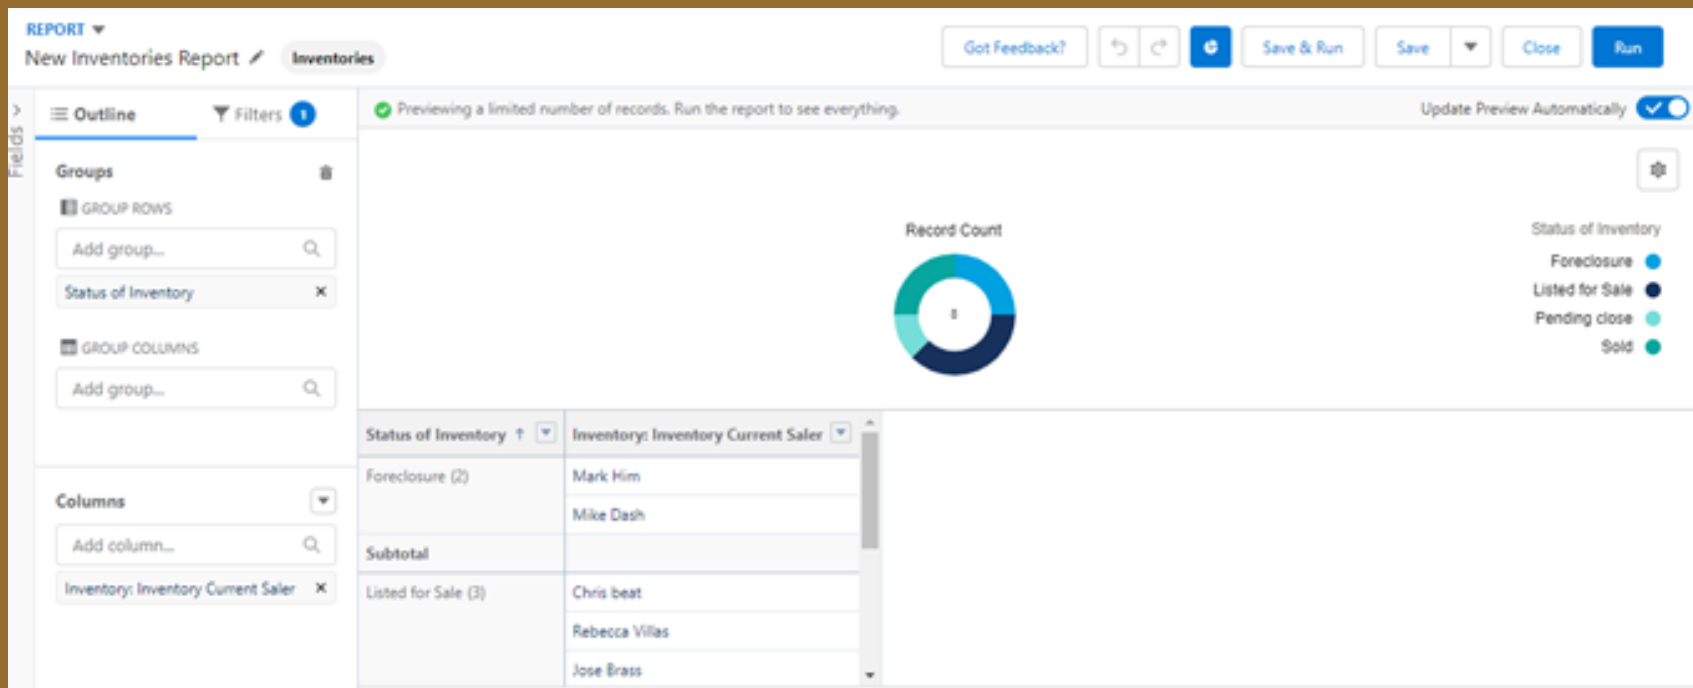 REPORT
New Inventories Report Inventories
Got Feedback? Save & Run Save Close Run
Fields
Outline Filters 1
Previewing a limited number of records. Run the report to see everything. Update Preview Automatically
Groups
GROUP ROWS
Add group...
Status of Inventory
GROUP COLUMNS
Add group...
Columns
Add column...
Inventory: Inventory Current Saler
Record Count
8
Status of Inventory
Foreclosure
Listed for Sale
Pending close
Sold
Status of Inventory Inventory: Inventory Current Saler
Foreclosure (2) Mark Him
Mike Dash
Subtotal
Listed for Sale (3) Chris beat
Rebecca Villas
Jose Brass